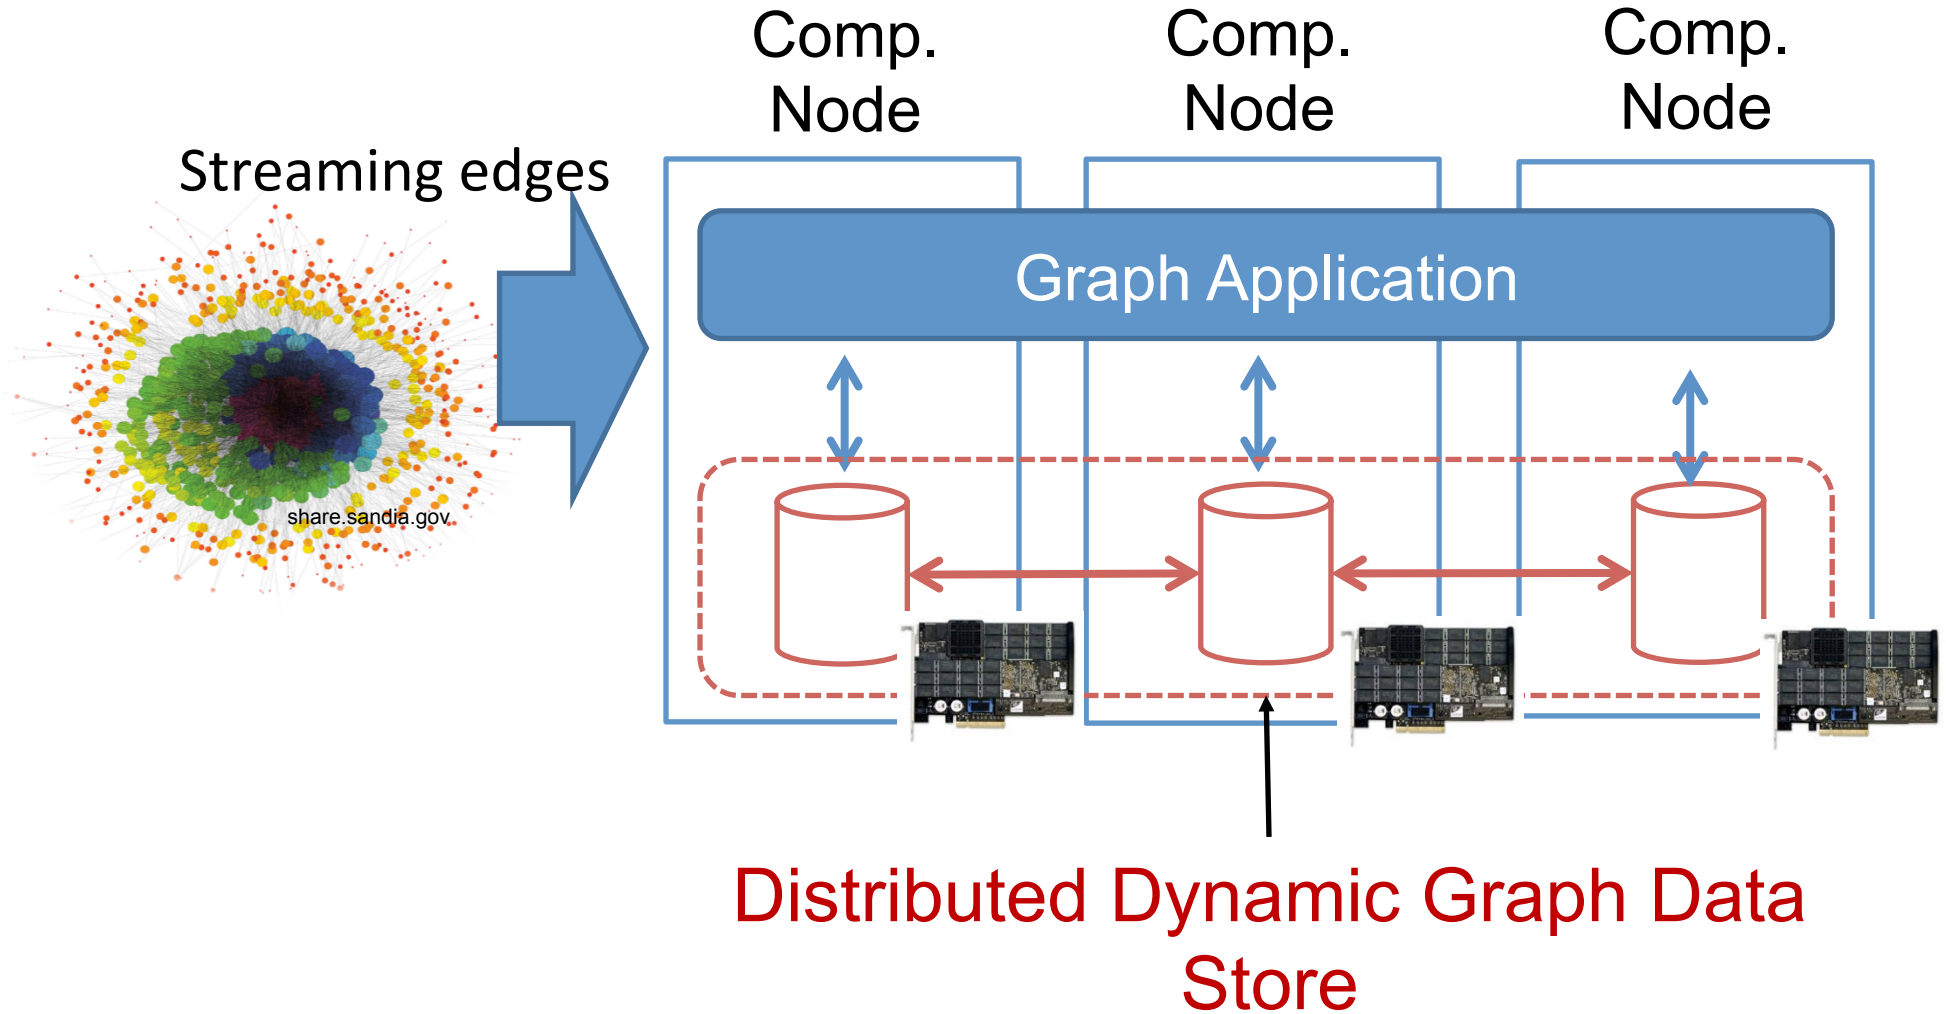 Comp.
Node
Comp.
Node
Comp.
Node
Streaming edges
Graph Application
share.sandia.gov
Distributed Dynamic Graph Data
Store